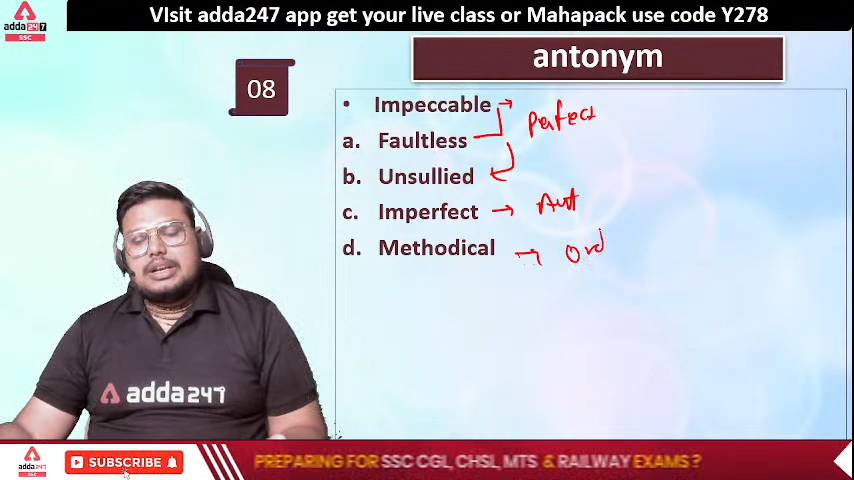 VIsit adda247 app get your live class or Mahapack use code Y278
adda247
SSC
antonym
08
• Impeccable →
Perfect
a. Faultless
b. Unsullied
c. Imperfect → Ant
d. Methodical → Ord
adda247
adda247
SSC
SUBSCRIBE
PREPARING FOR SSC CGL, CHSL, MTS & RAILWAY EXAMS ?